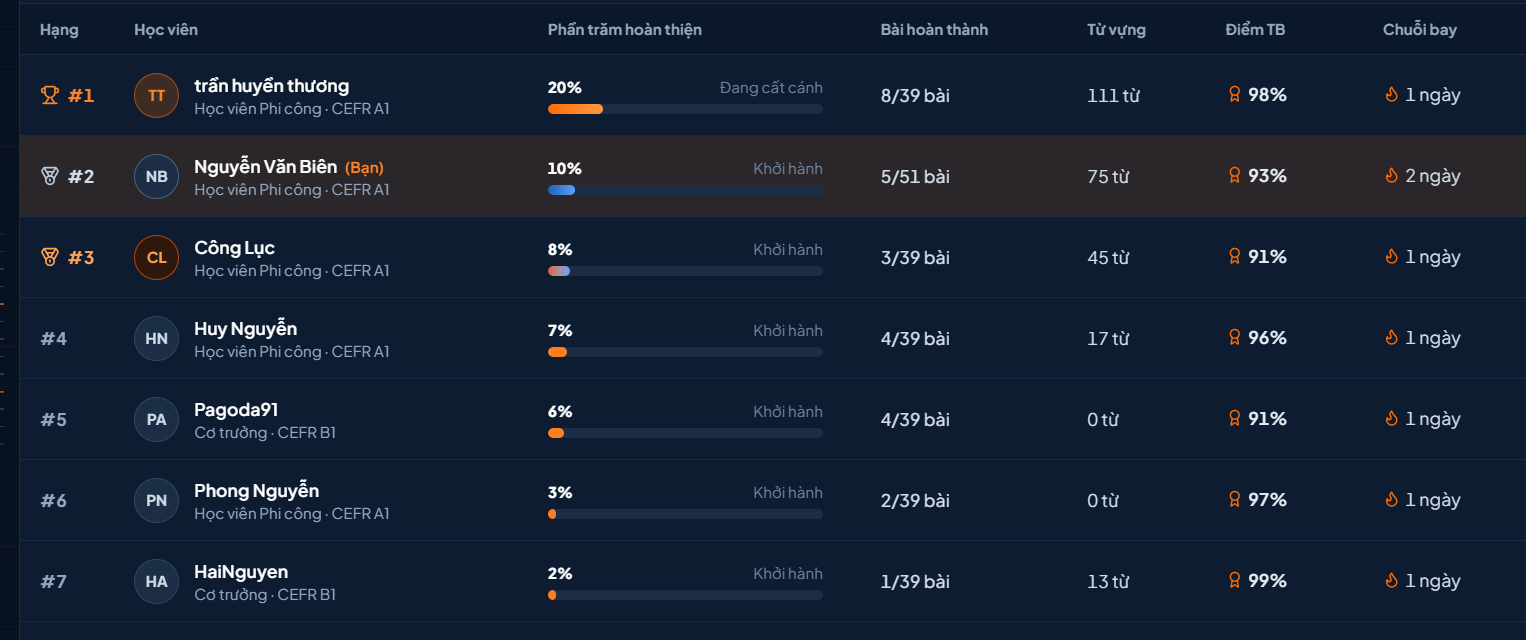 Hạng Học viên Phần trăm hoàn thiện Bài hoàn thành Từ vựng Điểm TB Chuỗi bay
#1 TT trần huyền thương 20% Đang cất cánh 8/39 bài 111 từ 98% 1 ngày
Học viên Phi công · CEFR A1
#2 NB Nguyễn Văn Biên (Bạn) 10% Khởi hành 5/51 bài 75 từ 93% 2 ngày
Học viên Phi công · CEFR A1
#3 CL Công Lục 8% Khởi hành 3/39 bài 45 từ 91% 1 ngày
Học viên Phi công · CEFR A1
#4 HN Huy Nguyễn 7% Khởi hành 4/39 bài 17 từ 96% 1 ngày
Học viên Phi công · CEFR A1
#5 PA Pagoda91 6% Khởi hành 4/39 bài 0 từ 91% 1 ngày
Cơ trưởng · CEFR B1
#6 PN Phong Nguyễn 3% Khởi hành 2/39 bài 0 từ 97% 1 ngày
Học viên Phi công · CEFR A1
#7 HA HaiNguyen 2% Khởi hành 1/39 bài 13 từ 99% 1 ngày
Cơ trưởng · CEFR B1